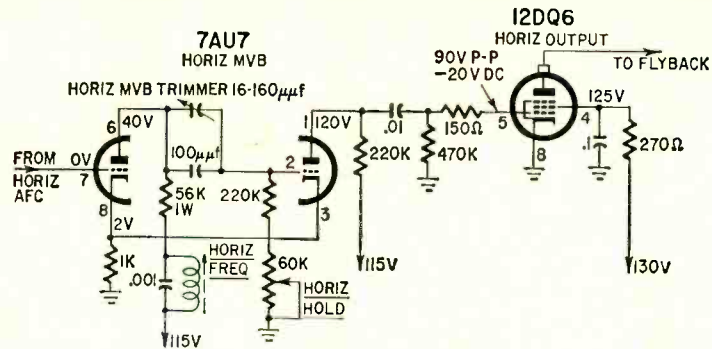 7AU7
HORIZ MVB
12DQ6
HORIZ OUTPUT
TO FLYBACK
90V P-P
-20V DC
HORIZ MVB TRIMMER 16-160μμf
6
40V
1
120V
.01
150Ω
5
125V
4
8
.1
270Ω
FROM
HORIZ
AFC
0V
7
100μμf
2
220K
470K
8
56K
1W
220K
3
2V
1K
.001
HORIZ
FREQ
60K
HORIZ
HOLD
115V
115V
130V